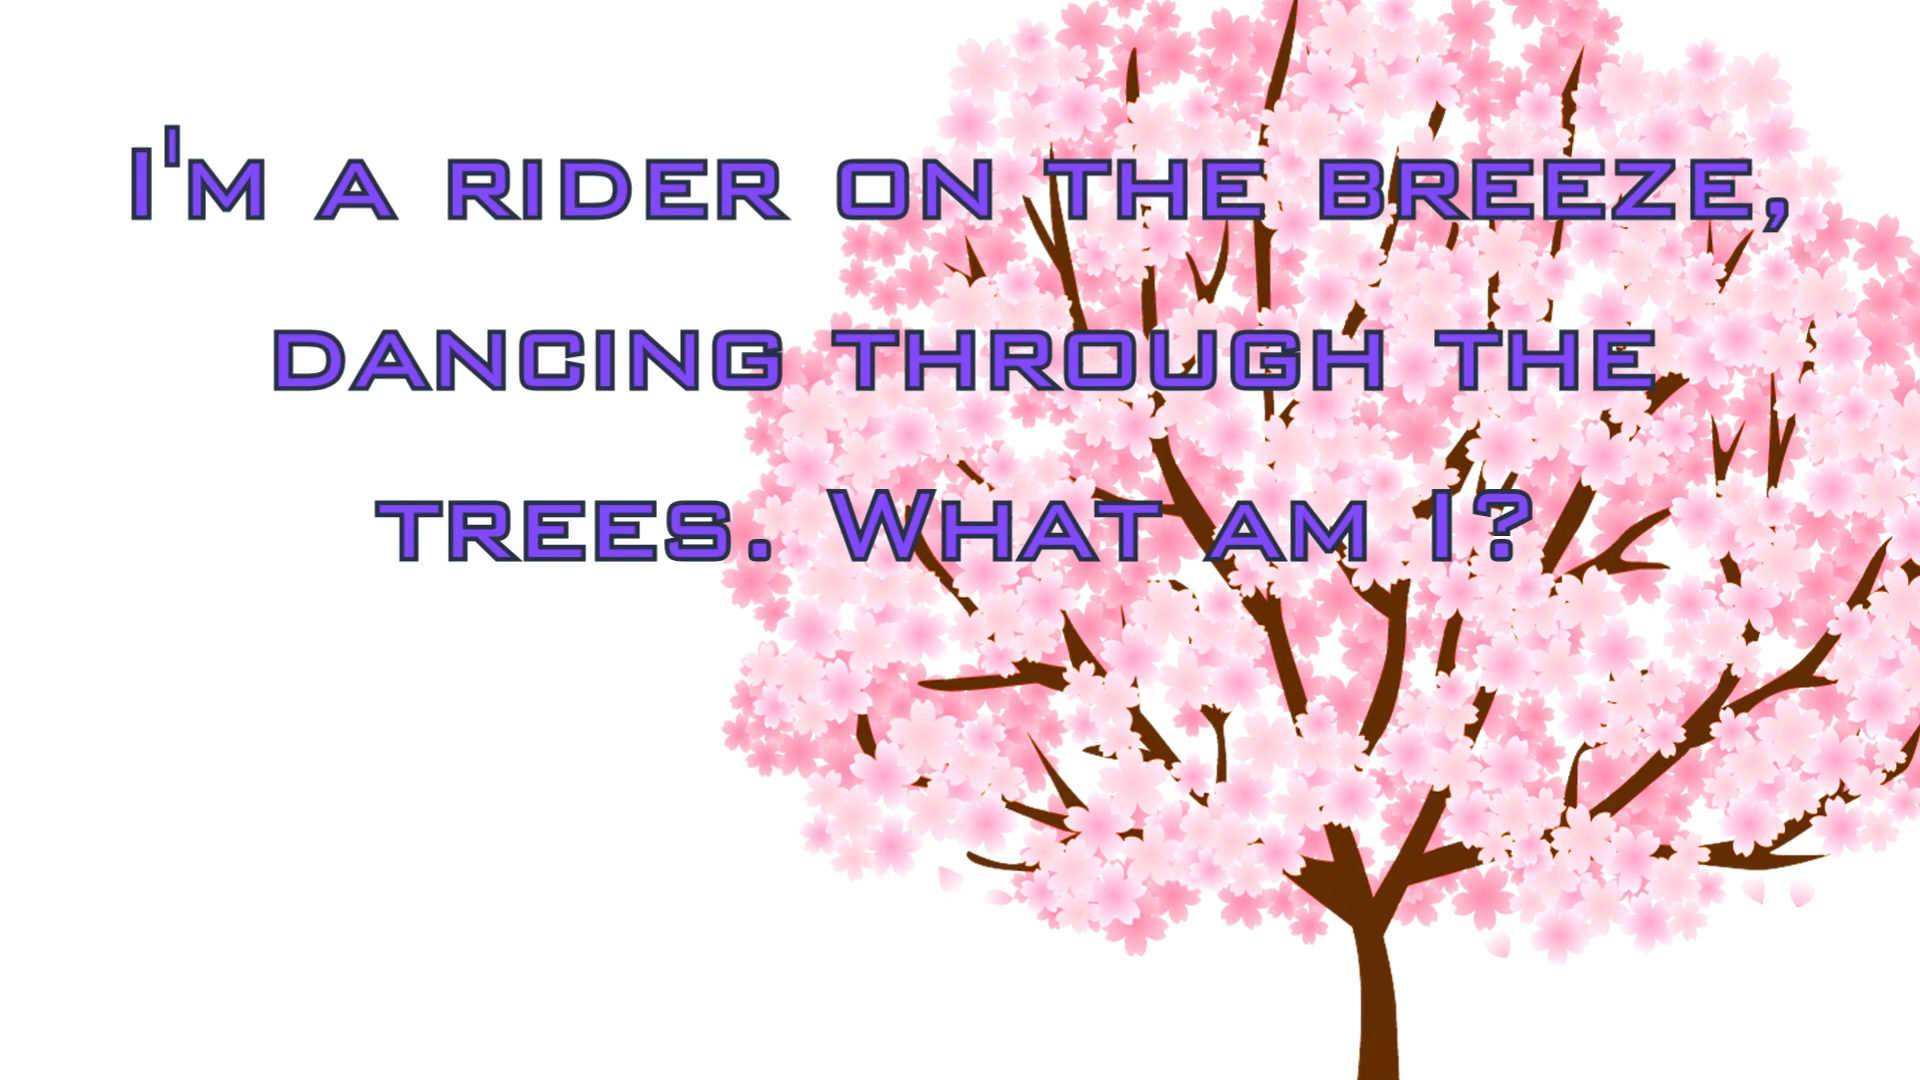 I'm a rider on the breeze,
dancing through the
trees. What am I?